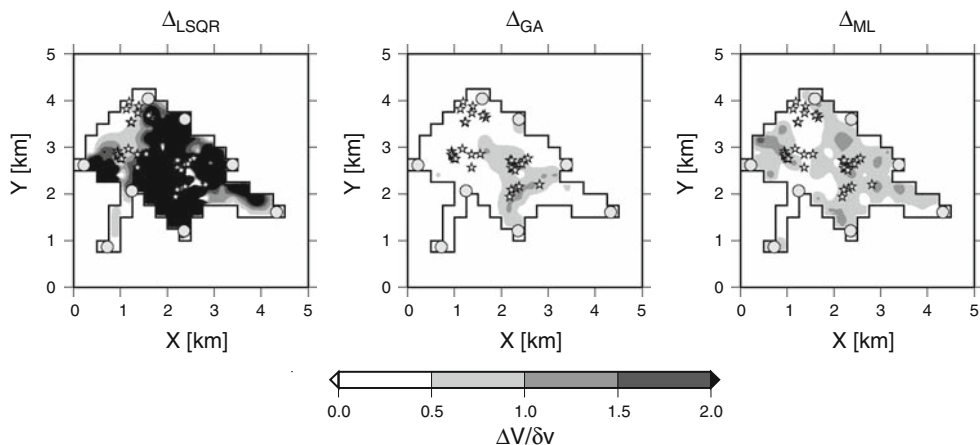 Δ_LSQR Δ_GA Δ_ML
5 5 5
4 4 4
3 3 3
2 2 2
1 1 1
0 0 0
Y [km] Y [km] Y [km]
0 1 2 3 4 5 0 1 2 3 4 5 0 1 2 3 4 5
X [km] X [km] X [km]
0.0 0.5 1.0 1.5 2.0
ΔV/δv